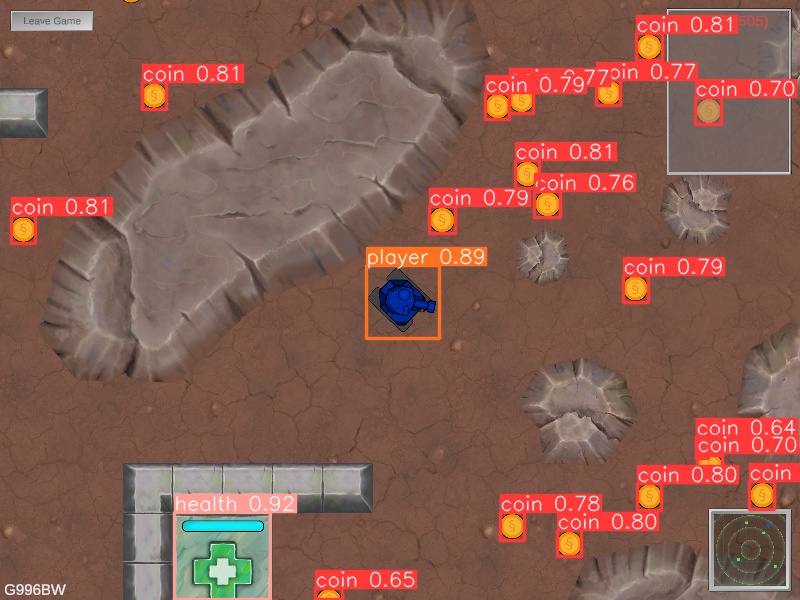 Leave Game
coin 0.81
505)
coin 0.81
coin 0.77
coin 0.79
coin 0.70
coin 0.81
coin 0.76
coin 0.79
coin 0.81
player 0.89
coin 0.79
coin 0.64
coin 0.70
coin 0.80
coin
health 0.92
coin 0.78
coin 0.80
coin 0.65
G996BW